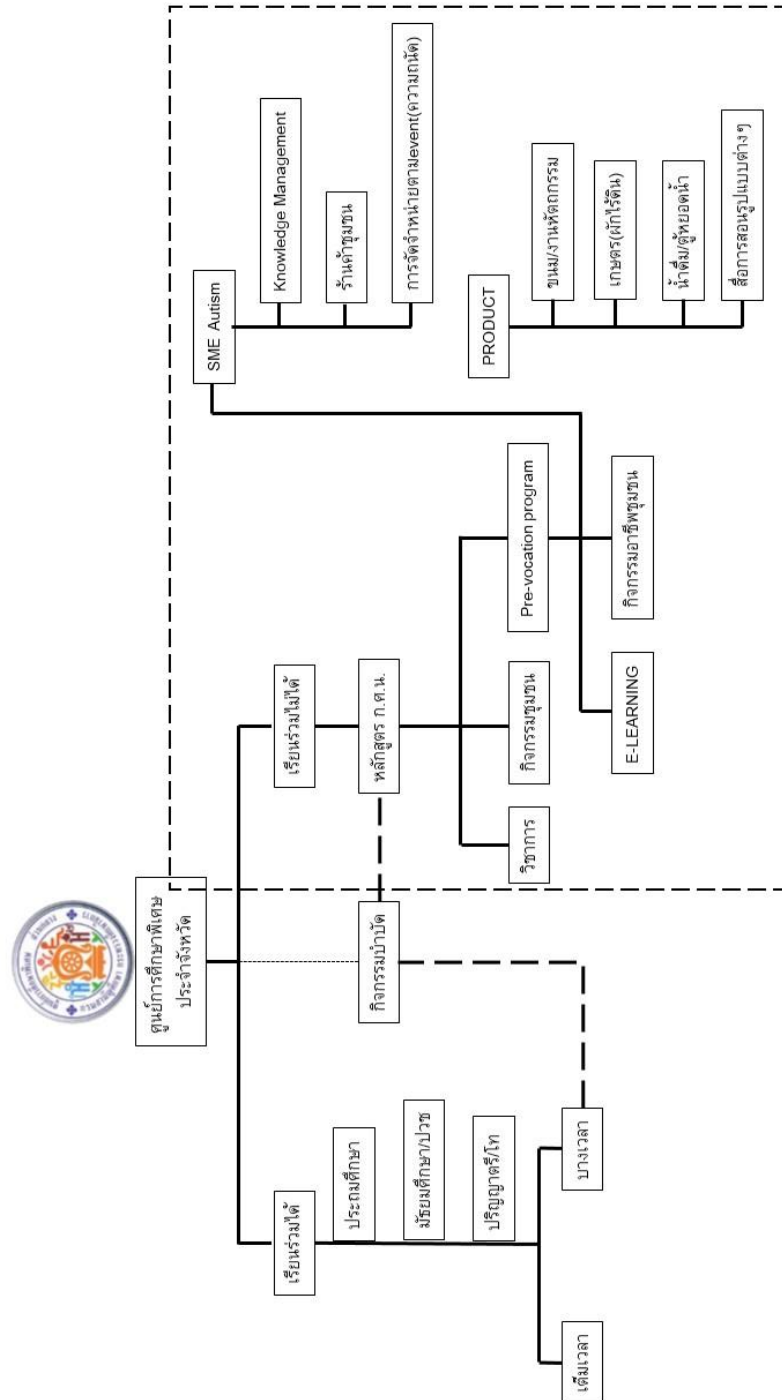 ศูนย์การศึกษาพิเศษ
ประจำจังหวัด
เรียนร่วมได้
ประถมศึกษา
มัธยมศึกษา/ปวช
ปริญญาตรี/โท
เต็มเวลา
บางเวลา
กิจกรรมบำบัด
เรียนร่วมไม่ได้
หลักสูตร ก.ศ.น.
วิชาการ
กิจกรรมชุมชน
Pre-vocation program
E-LEARNING
กิจกรรมอาชีพชุมชน
SME Autism
Knowledge Management
ร้านค้าชุมชน
การจัดจำหน่ายตามevent(ความถนัด)
PRODUCT
ขนม/งานหัตถกรรม
เกษตร(ผักไร้ดิน)
น้ำดื่ม/ตู้หยอดน้ำ
สื่อการสอนรูปแบบต่าง ๆ